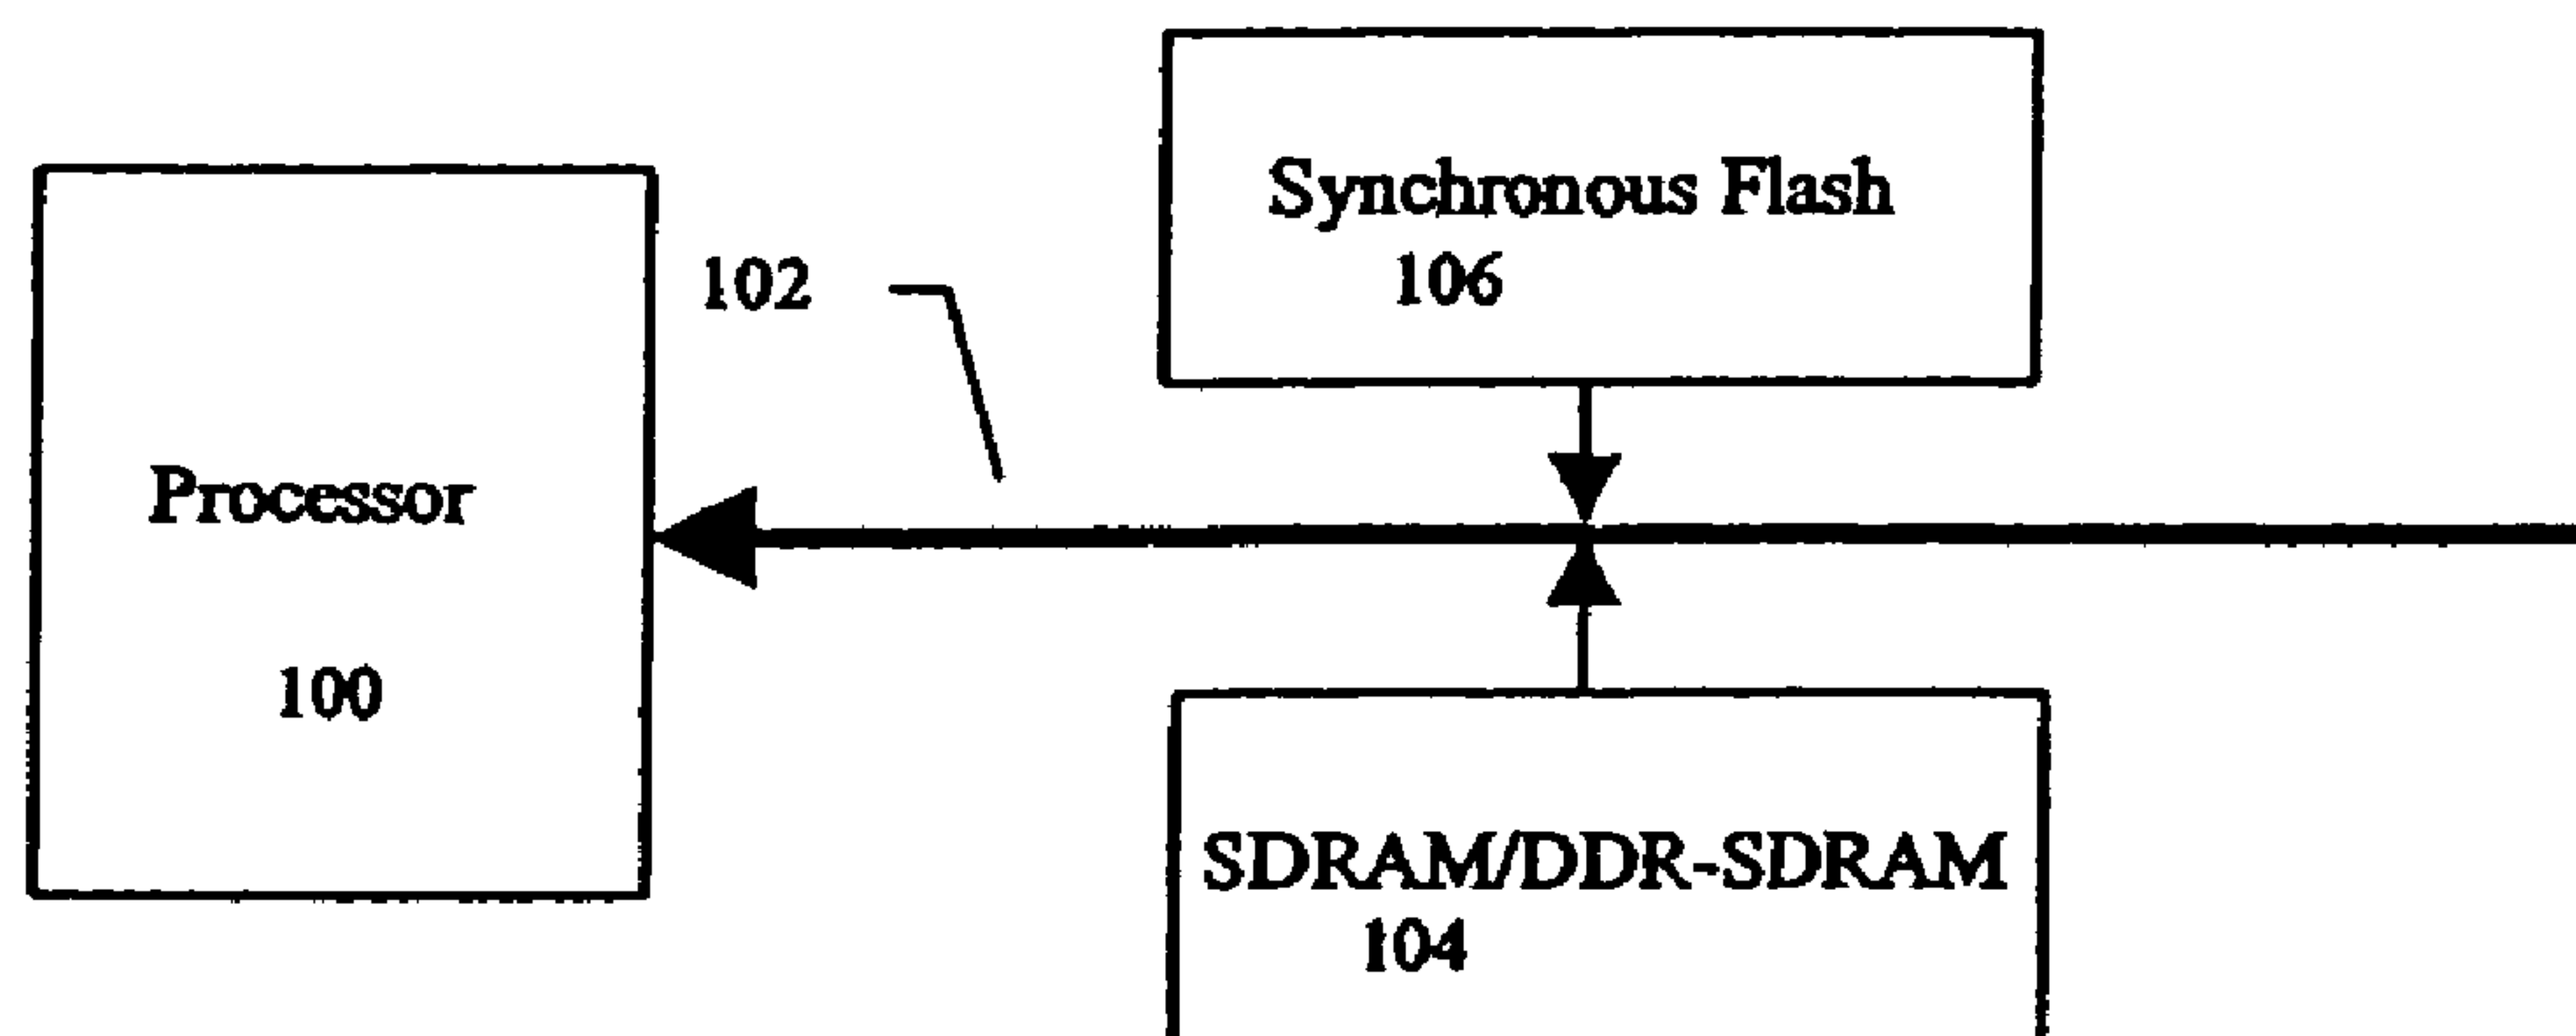 Synchronous Flash
106
102
Processor
100
SDRAM/DDR-SDRAM
104